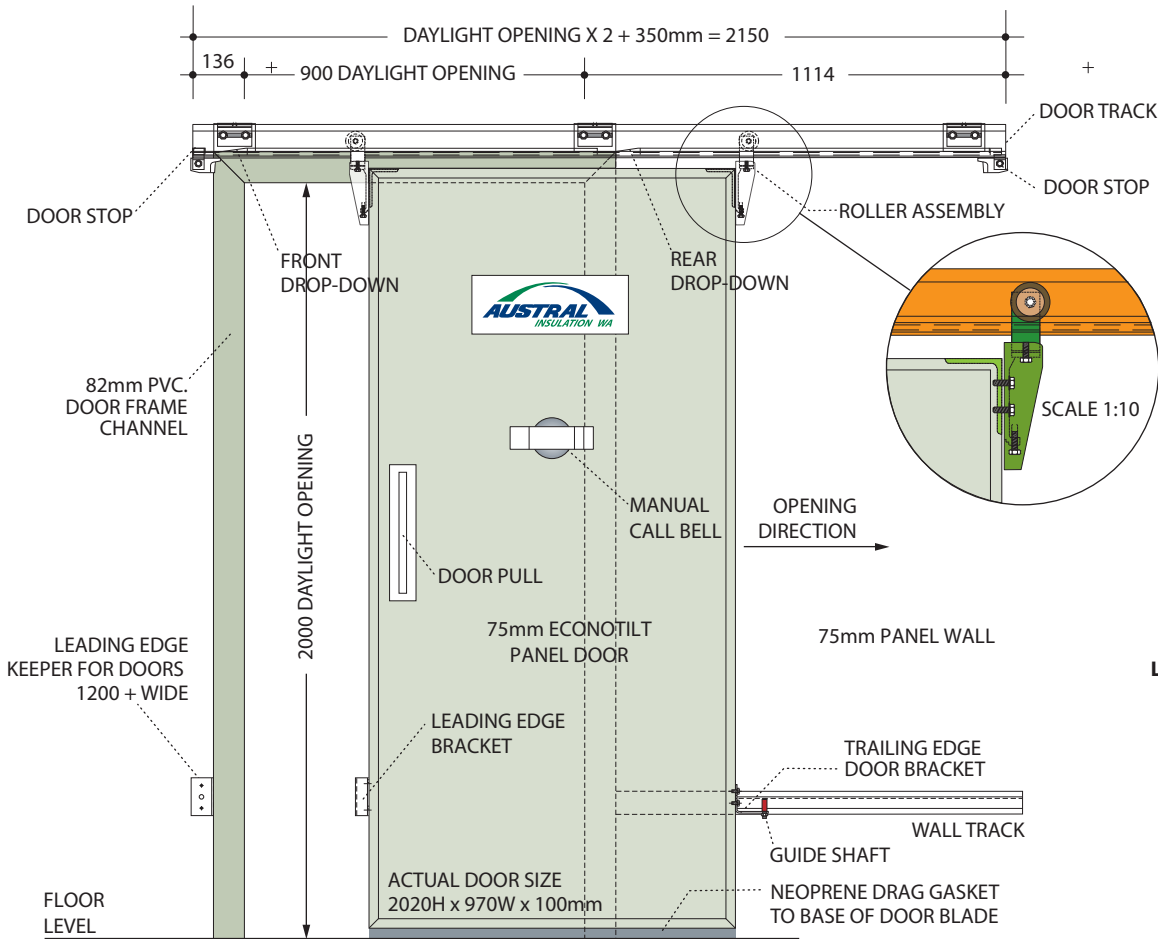 DAYLIGHT OPENING X 2 + 350mm = 2150
136
900 DAYLIGHT OPENING
1114
DOOR TRACK
DOOR STOP
DOOR STOP
ROLLER ASSEMBLY
FRONT
DROP-DOWN
REAR
DROP-DOWN
AUSTRAL
INSULATION WA
82mm PVC.
DOOR FRAME
CHANNEL
SCALE 1:10
2000 DAYLIGHT OPENING
MANUAL
CALL BELL
OPENING
DIRECTION
DOOR PULL
75mm ECONOTILT
PANEL DOOR
75mm PANEL WALL
LEADING EDGE
KEEPER FOR DOORS
1200 + WIDE
L
LEADING EDGE
BRACKET
TRAILING EDGE
DOOR BRACKET
WALL TRACK
GUIDE SHAFT
ACTUAL DOOR SIZE
2020H x 970W x 100mm
NEOPRENE DRAG GASKET
TO BASE OF DOOR BLADE
FLOOR
LEVEL